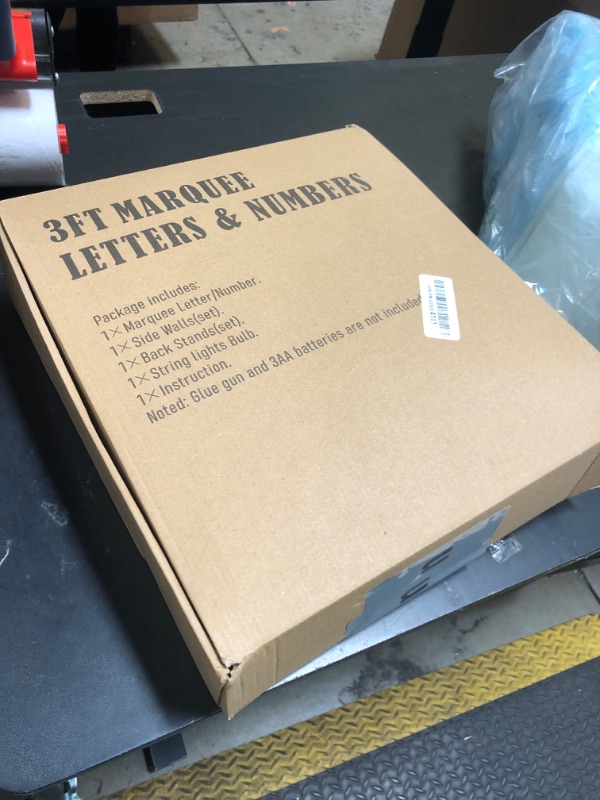 3FT MARQUEE
LETTERS & NUMBERS
Package includes:
1× Marquee Letter/Number.
1× Side Walls(set).
1× Back Stands(set).
1× String lights Bulb.
1× Instruction.
Noted: Glue gun and 3AA batteries are not included